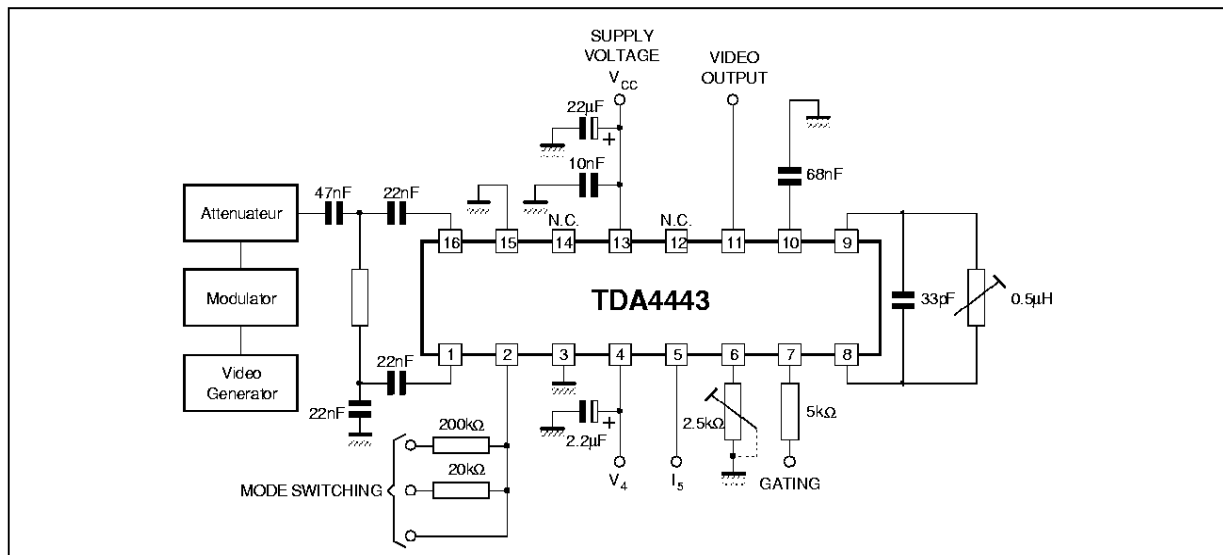 SUPPLY
VOLTAGE
VCC
VIDEO
OUTPUT
22µF
+
10nF
68nF
47nF
22nF
Attenuateur
N.C.
N.C.
16
15
14
13
12
11
10
9
Modulator
TDA4443
33pF
0.5µH
Video
Generator
1
2
3
4
5
6
7
8
22nF
22nF
200kΩ
+
2.2µF
2.5kΩ
5kΩ
20kΩ
MODE SWITCHING
V4
I5
GATING